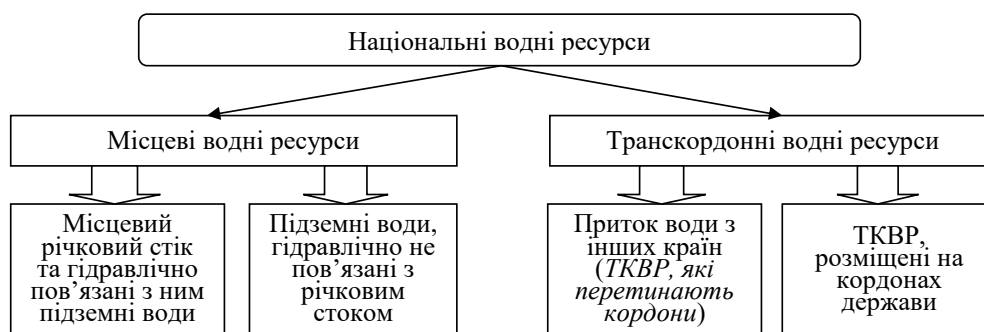 Національні водні ресурси
Місцеві водні ресурси
Транскордонні водні ресурси
Місцевий
річковий стік
та гідравлічно
пов’язані з ним
підземні води
Підземні води,
гідравлічно не
пов’язані з
річковим
стоком
Приток води з
інших країн
(ТКВР, які
перетинають
кордони)
ТКВР,
розміщені на
кордонах
держави